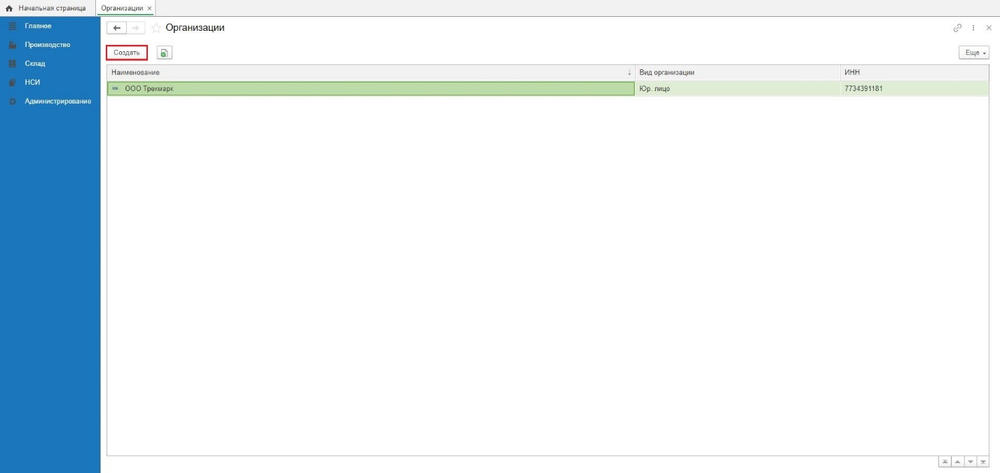 Начальная страница
Организации ×
Главное
Производство
Склад
НСИ
Администрирование
Организации
Создать
Еще
Наименование ↓ Вид организации ИНН
ООО Трекмарк Юр. лицо 7734391181